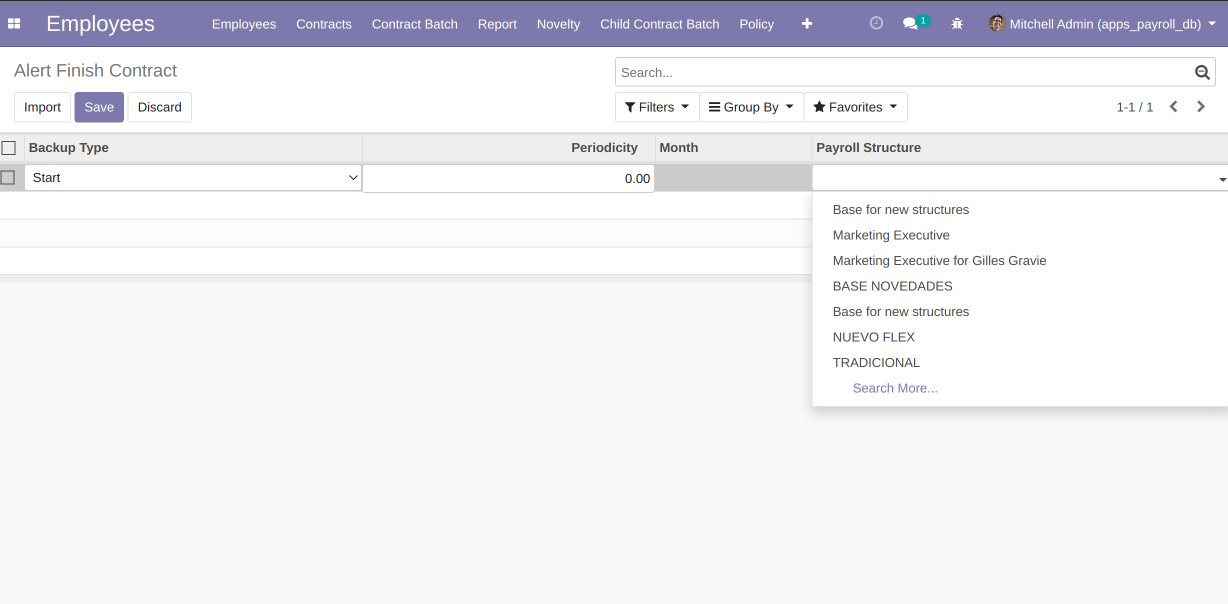 Employees Employees Contracts Contract Batch Report Novelty Child Contract Batch Policy 1 Mitchell Admin (apps_payroll_db)
Alert Finish Contract
Search...
Import Save Discard
Filters Group By Favorites 1-1 / 1
Backup Type Periodicity Month Payroll Structure
Start 0.00
Base for new structures
Marketing Executive
Marketing Executive for Gilles Gravie
BASE NOVEDADES
Base for new structures
NUEVO FLEX
TRADICIONAL
Search More...